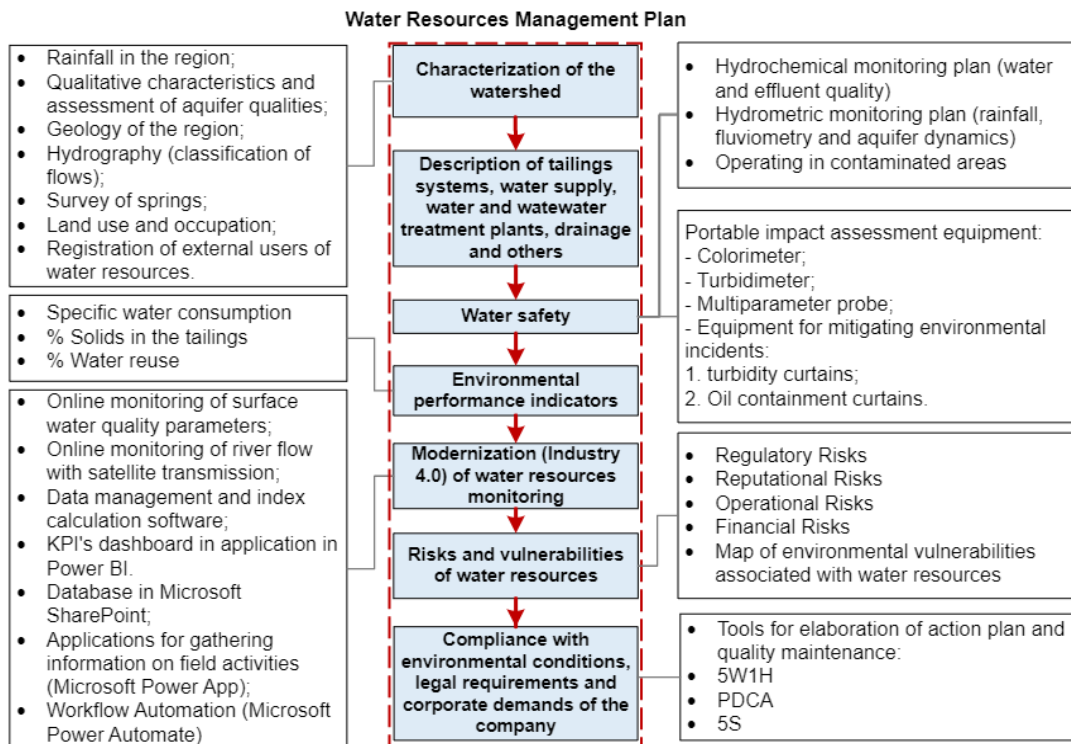 Water Resources Management Plan
• Rainfall in the region;
• Qualitative characteristics and
assessment of aquifer qualities;
• Geology of the region;
• Hydrography (classification of
flows);
• Survey of springs;
• Land use and occupation;
• Registration of external users of
water resources.
• Specific water consumption
• % Solids in the tailings
• % Water reuse
• Online monitoring of surface
water quality parameters;
• Online monitoring of river flow
with satellite transmission;
• Data management and index
calculation software;
• KPI's dashboard in application in
Power BI.
• Database in Microsoft
SharePoint;
• Applications for gathering
information on field activities
(Microsoft Power App);
• Workflow Automation (Microsoft
Power Automate)
Characterization of the
watershed
Description of tailings
systems, water supply,
water and watewater
treatment plants, drainage
and others
Water safety
Environmental
performance indicators
Modernization (Industry
4.0) of water resources
monitoring
Risks and vulnerabilities
of water resources
Compliance with
environmental conditions,
legal requirements and
corporate demands of the
company
• Hydrochemical monitoring plan (water
and effluent quality)
• Hydrometric monitoring plan (rainfall,
fluviometry and aquifer dynamics)
• Operating in contaminated areas
Portable impact assessment equipment:
- Colorimeter;
- Turbidimeter;
- Multiparameter probe;
- Equipment for mitigating environmental
incidents:
1. turbidity curtains;
2. Oil containment curtains.
• Regulatory Risks
• Reputational Risks
• Operational Risks
• Financial Risks
• Map of environmental vulnerabilities
associated with water resources
• Tools for elaboration of action plan and
quality maintenance:
• 5W1H
• PDCA
• 5S